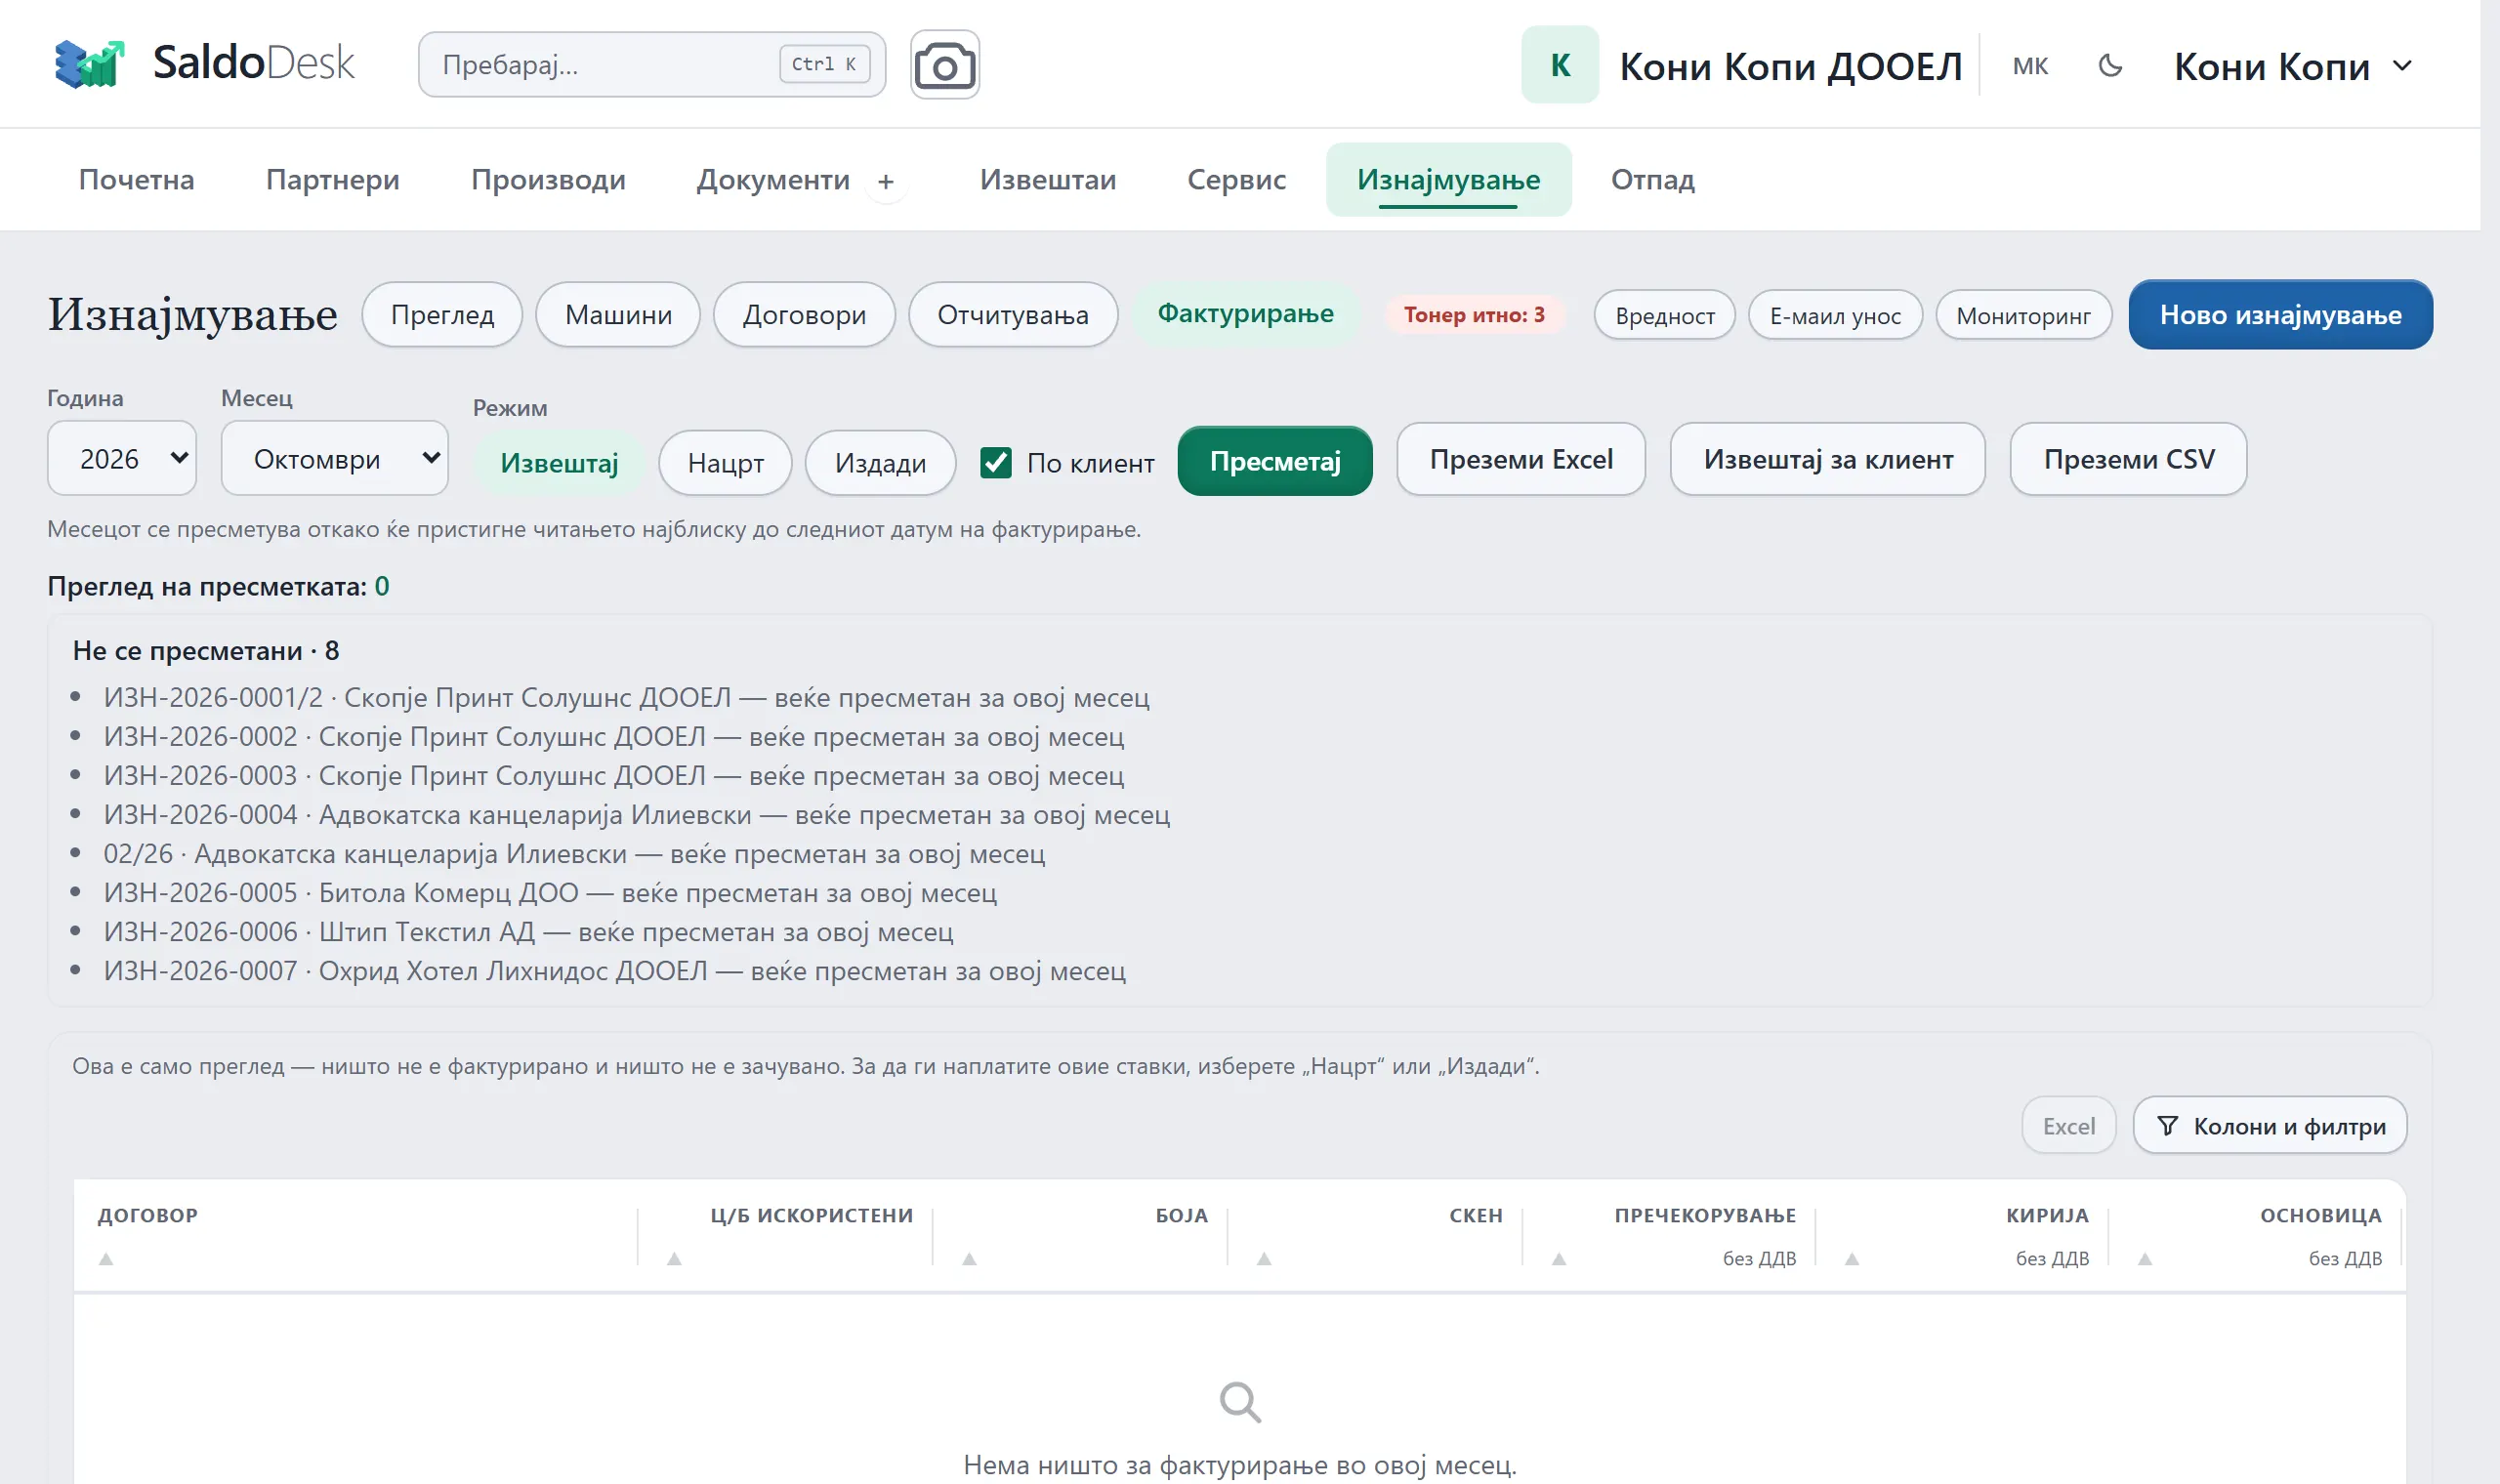 SaldoDesk Пребарај... Ctrl K К Кони Копи ДООЕЛ МК Кони Копи
Почетна Партнери Производи Документи + Извештаи Сервис Изнајмување Отпад
Изнајмување Преглед Машини Договори Отчитувања Фактурирање Тонер итно: 3 Вредност Е-маил унос Мониторинг Ново изнајмување
Година Месец Режим
2026 Октомври Извештај Нацрт Издади По клиент Пресметај Преземи Excel Извештај за клиент Преземи CSV
Месецот се пресметува откако ќе пристигне читањето најблиску до следниот датум на фактурирање.
Преглед на пресметката: 0
Не се пресметани · 8
• ИЗН-2026-0001/2 · Скопје Принт Солушнс ДООЕЛ — веќе пресметан за овој месец
• ИЗН-2026-0002 · Скопје Принт Солушнс ДООЕЛ — веќе пресметан за овој месец
• ИЗН-2026-0003 · Скопје Принт Солушнс ДООЕЛ — веќе пресметан за овој месец
• ИЗН-2026-0004 · Адвокатска канцеларија Илиевски — веќе пресметан за овој месец
• 02/26 · Адвокатска канцеларија Илиевски — веќе пресметан за овој месец
• ИЗН-2026-0005 · Битола Комерц ДОО — веќе пресметан за овој месец
• ИЗН-2026-0006 · Штип Текстил АД — веќе пресметан за овој месец
• ИЗН-2026-0007 · Охрид Хотел Лихнидос ДООЕЛ — веќе пресметан за овој месец
Ова е само преглед — ништо не е фактурирано и ништо не е зачувано. За да ги наплатите овие ставки, изберете „Нацрт“ или „Издади“.
Excel Колони и филтри
ДОГОВОР Ц/Б ИСКОРИСТЕНИ БОЈА СКЕН ПРЕЧЕКОРУВАЊЕ КИРИЈА ОСНОВИЦА
без ДДВ без ДДВ без ДДВ
Нема ништо за фактурирање во овој месец.